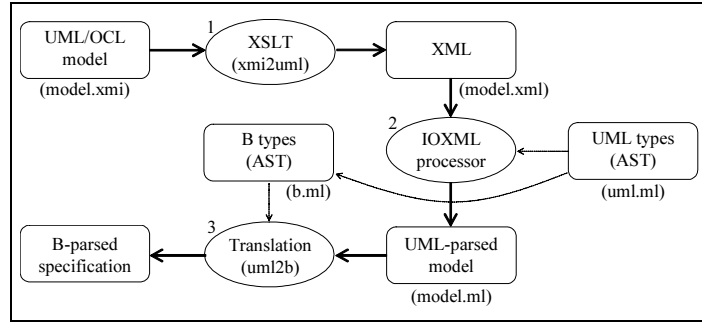 UML/OCL
model
(model.xmi)
1
XSLT
(xmi2uml)
XML
(model.xml)
2
IOXML
processor
B types
(AST)
(b.ml)
UML types
(AST)
(uml.ml)
B-parsed
specification
3
Translation
(uml2b)
UML-parsed
model
(model.ml)